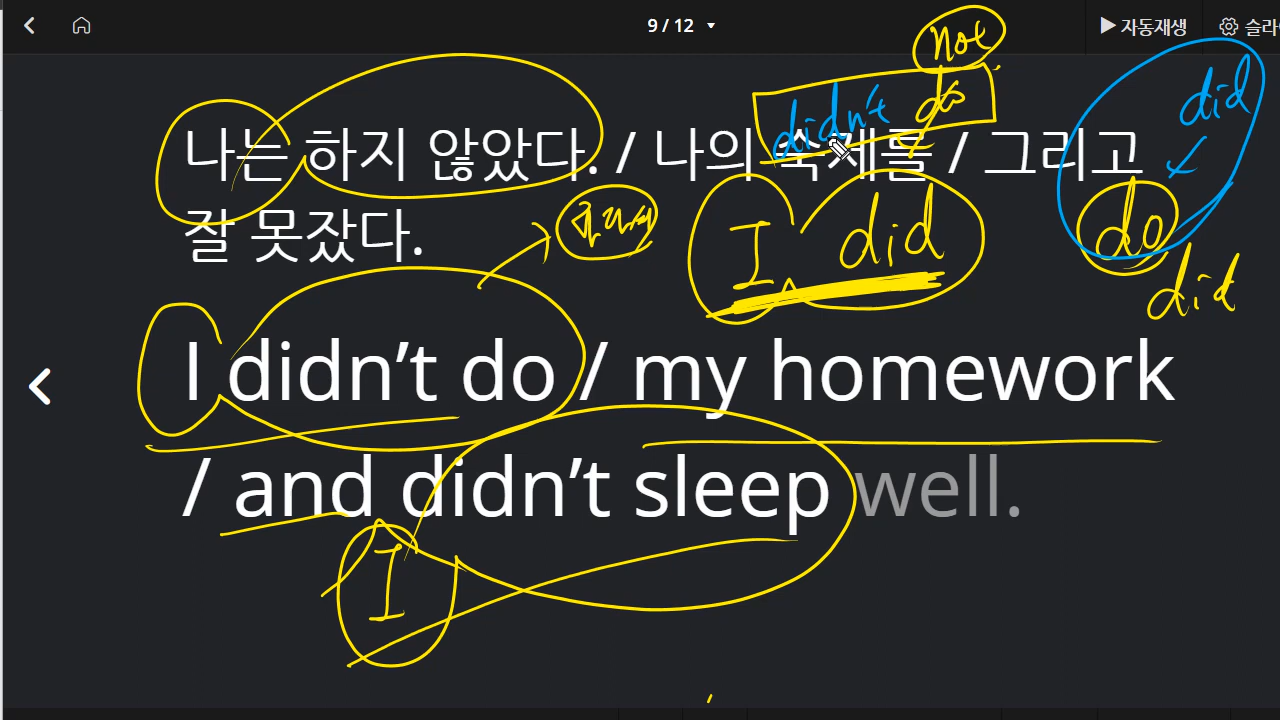 9 / 12
자동재생
슬라
not
didn't do
did
나는 하지 않았다. / 나의 숙제를 / 그리고
do
did
잘 못잤다.
I did
I didn't do / my homework
/ and didn't sleep well.
I